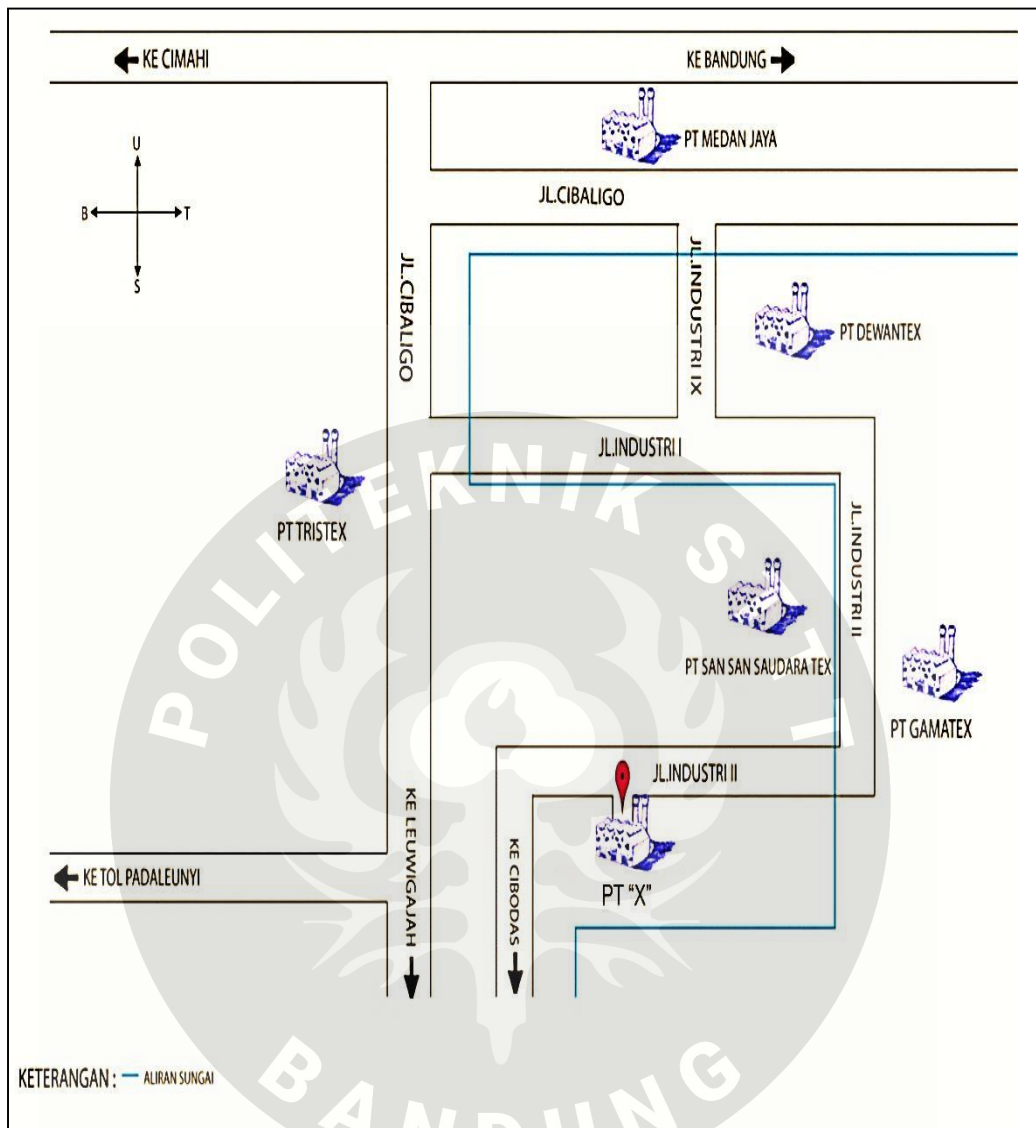 KE CIMAHI
KE BANDUNG
PT MEDAN JAYA
U
B
T
S
JL.CIBALIGO
JL.CIBALIGO
JL.INDUSTRI IX
PT DEWANTEX
JL.INDUSTRI I
PT TRISTEX
JL.INDUSTRI II
PT SAN SAN SAUDARA TEX
PT GAMATEX
JL.INDUSTRI II
KE LEUWIGAJAH
KE CIBODAS
KE TOL PADALEUNYI
PT "X"
KETERANGAN : ALIRAN SUNGAI
POLITEKNIK STTT
BANDUNG